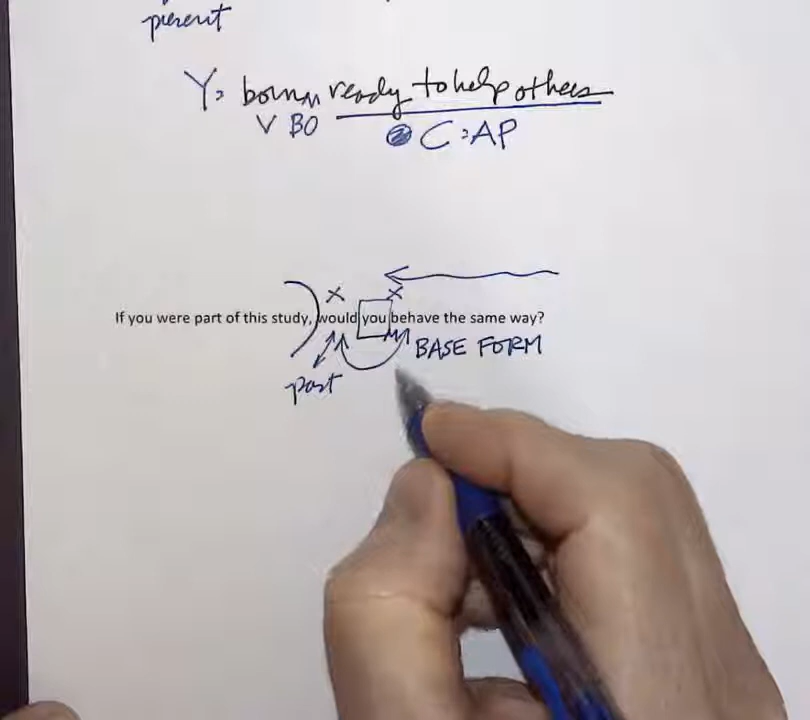 present
Y: born ready to help others
V BO C:AP
X X
If you were part of this study, would you behave the same way?
BASE FORM
past